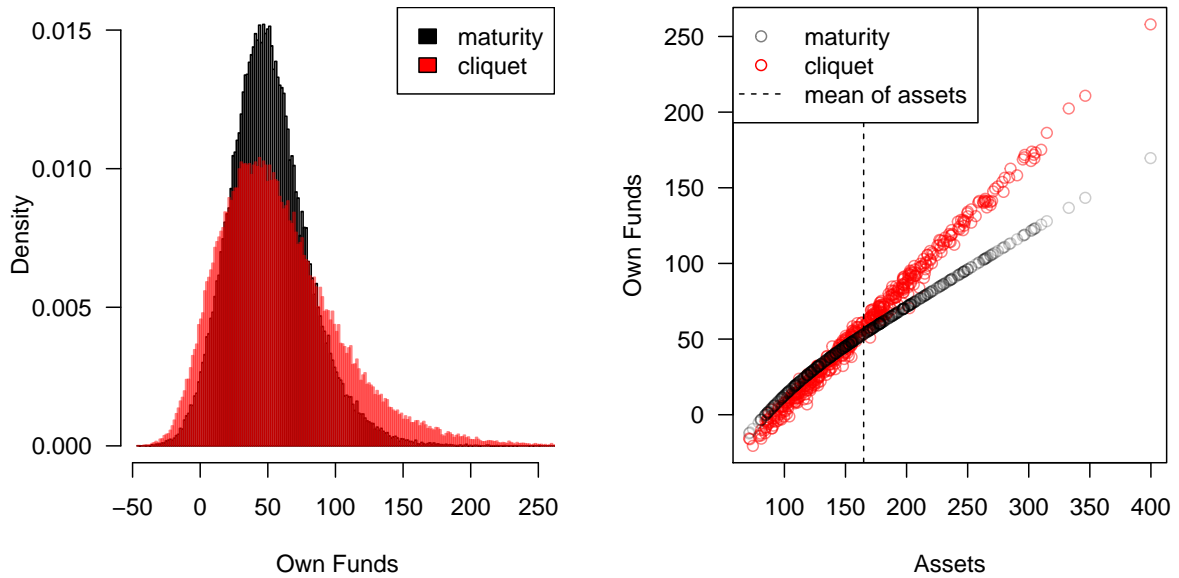 maturity
cliquet
0.015
0.010
0.005
0.000
Density
−50 0 50 100 150 200 250
Own Funds
maturity
cliquet
mean of assets
250
200
150
100
50
0
Own Funds
100 150 200 250 300 350 400
Assets